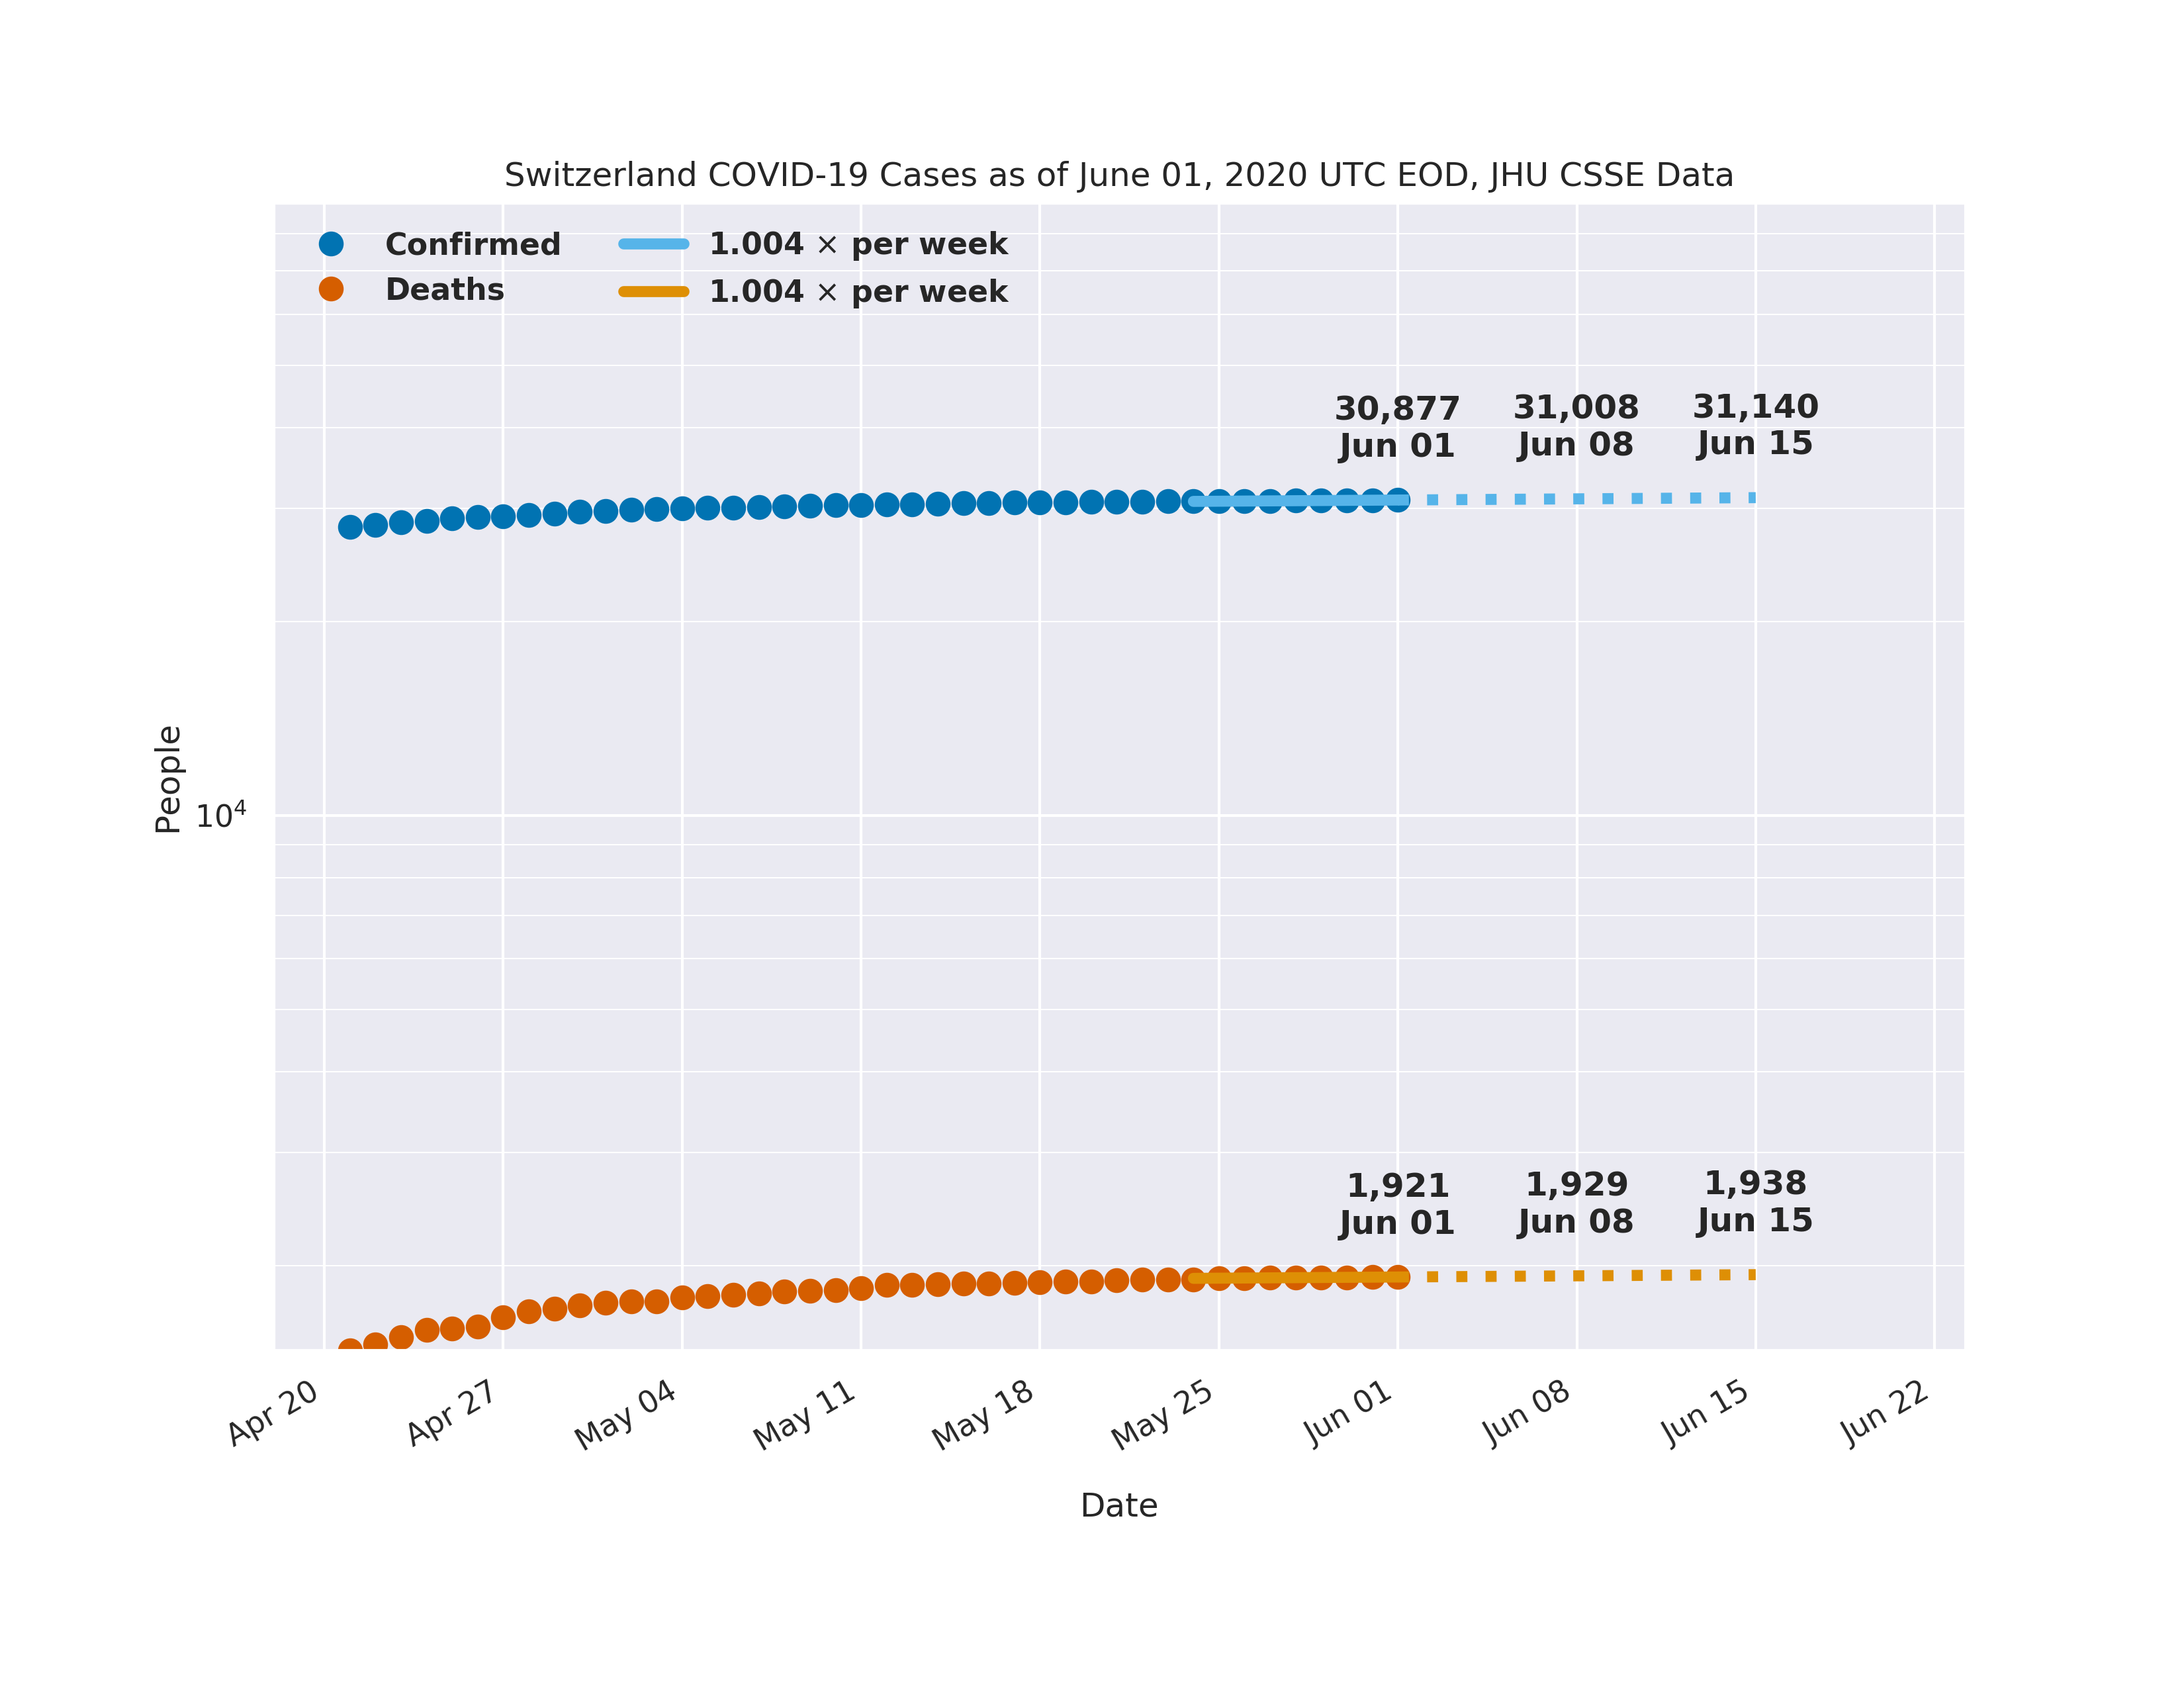 Switzerland COVID-19 Cases as of June 01, 2020 UTC EOD, JHU CSSE Data
Confirmed
Deaths
1.004 × per week
1.004 × per week
30,877
Jun 01
31,008
Jun 08
31,140
Jun 15
People
10⁴
1,921
Jun 01
1,929
Jun 08
1,938
Jun 15
Apr 20
Apr 27
May 04
May 11
May 18
May 25
Jun 01
Jun 08
Jun 15
Jun 22
Date